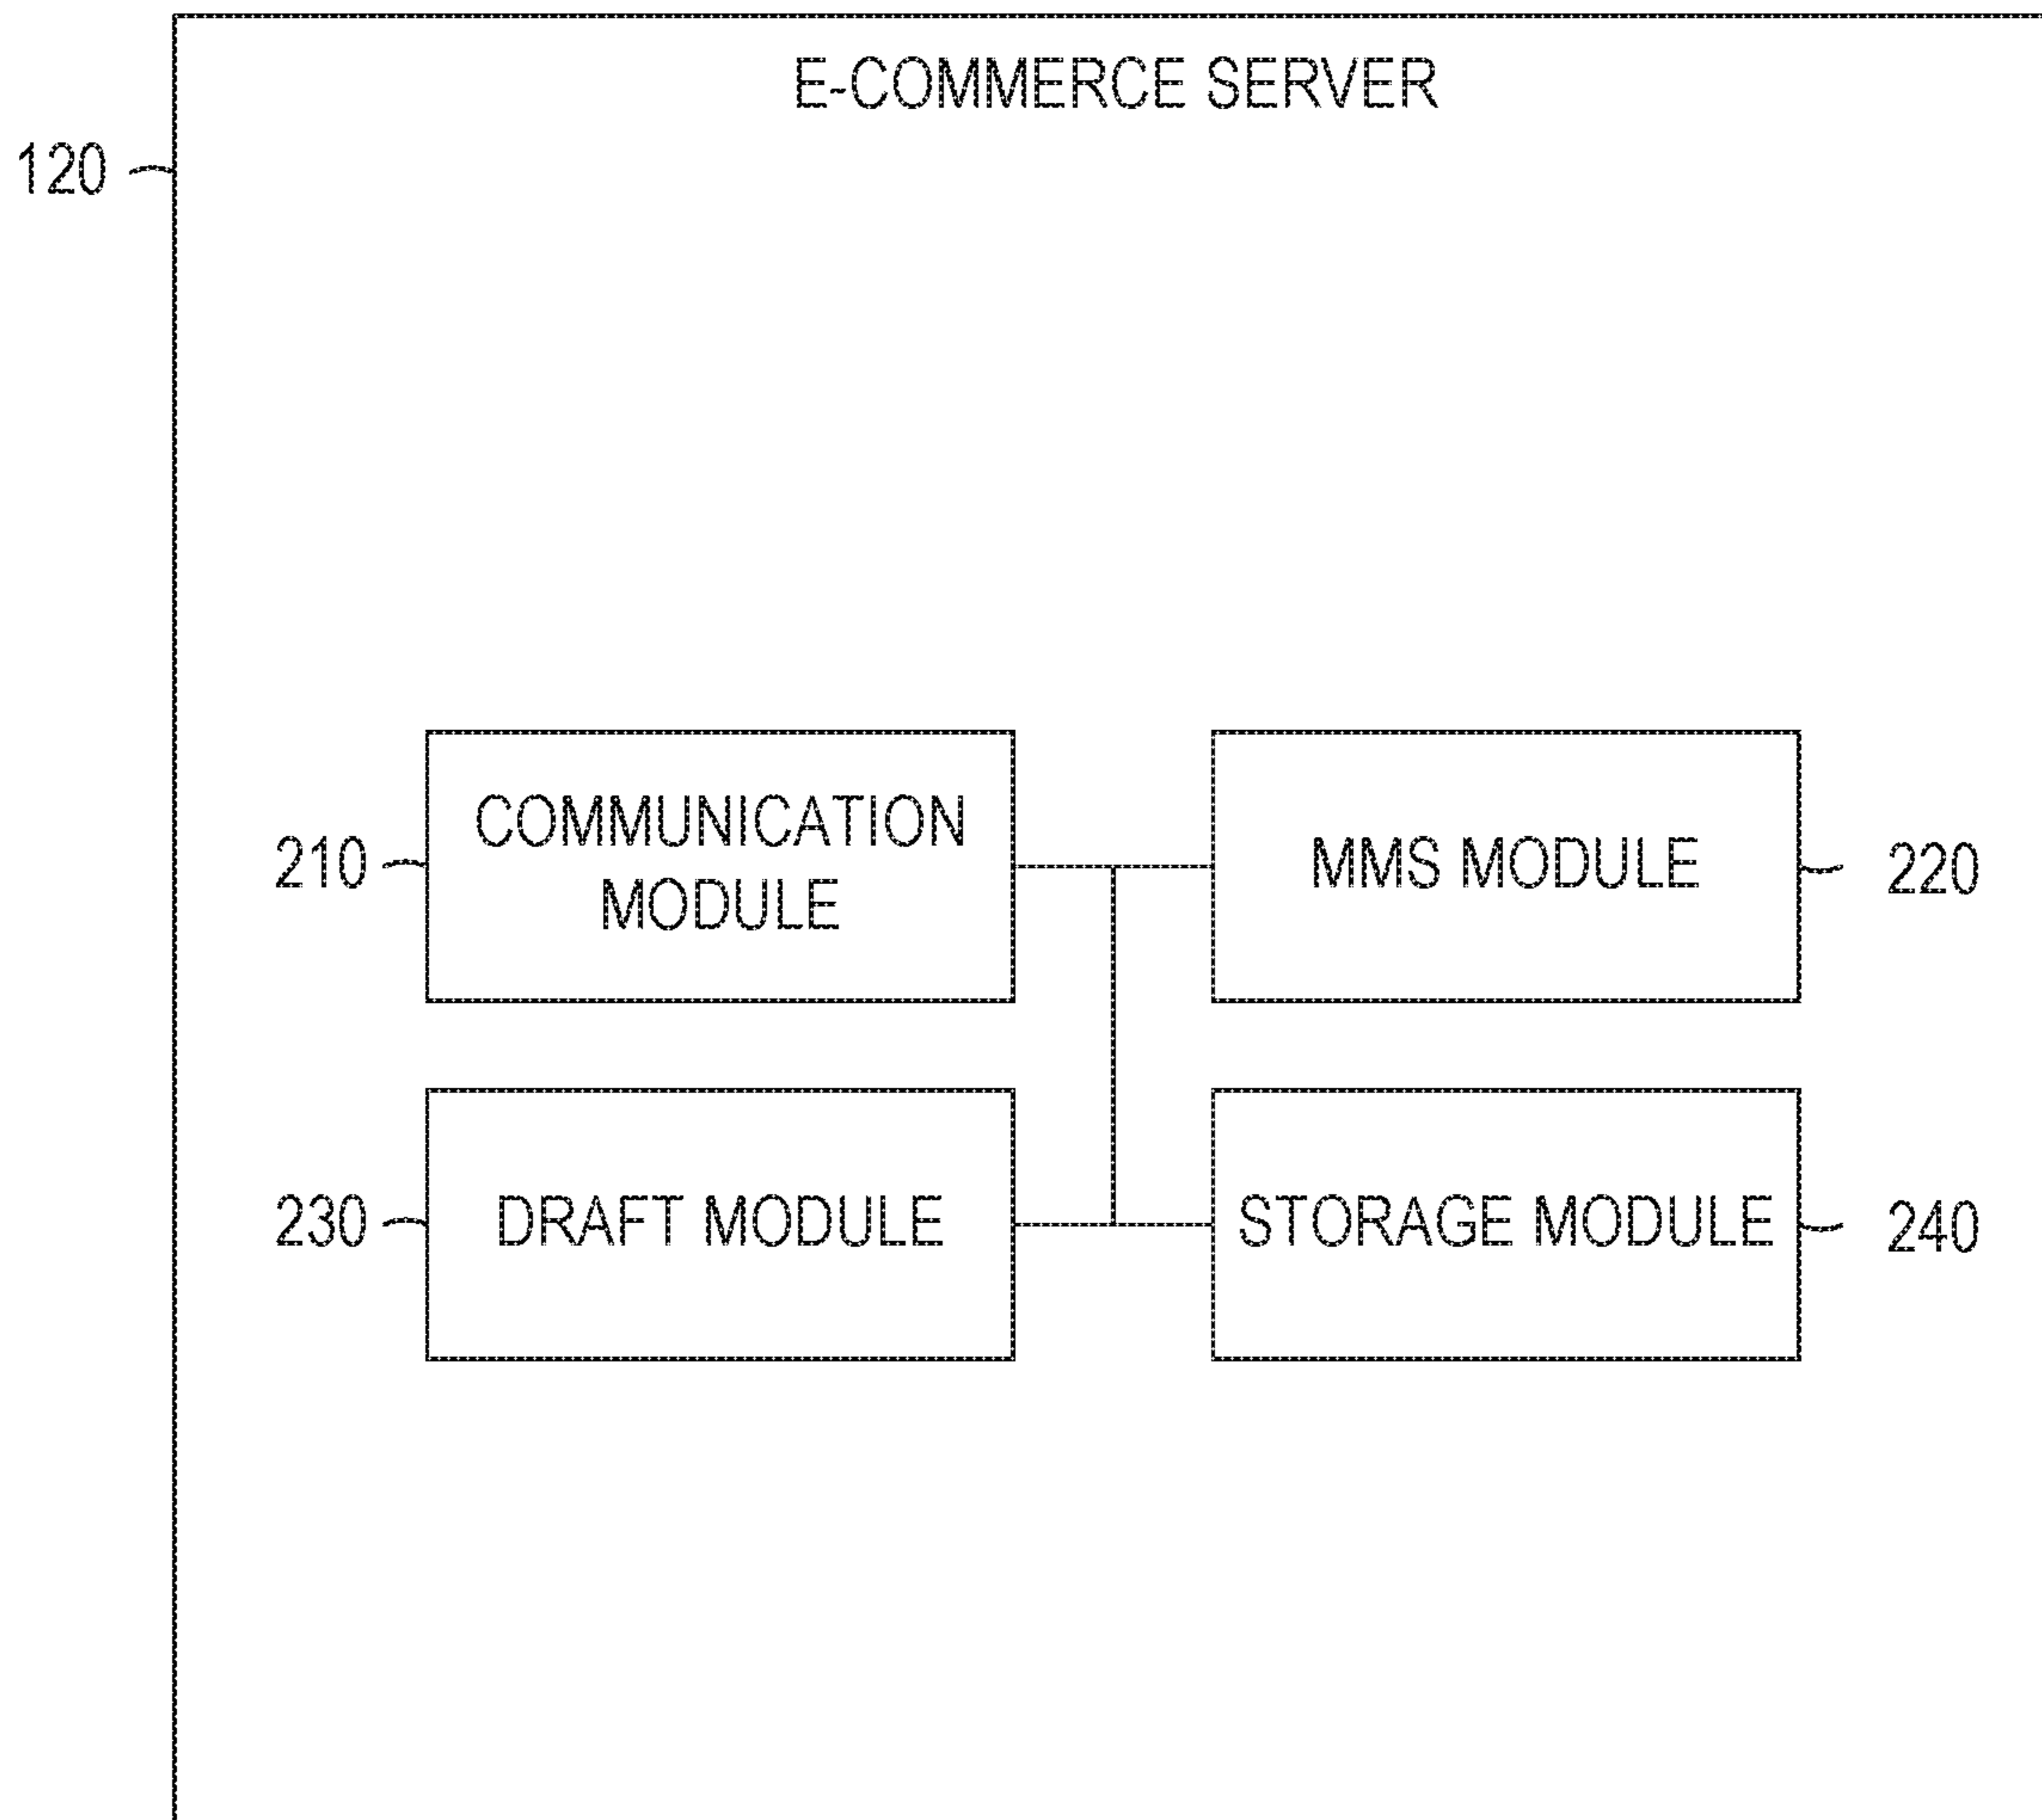 E-COMMERCE SERVER
120
COMMUNICATION
MODULE
210
MMS MODULE
220
230
DRAFT MODULE
STORAGE MODULE
240